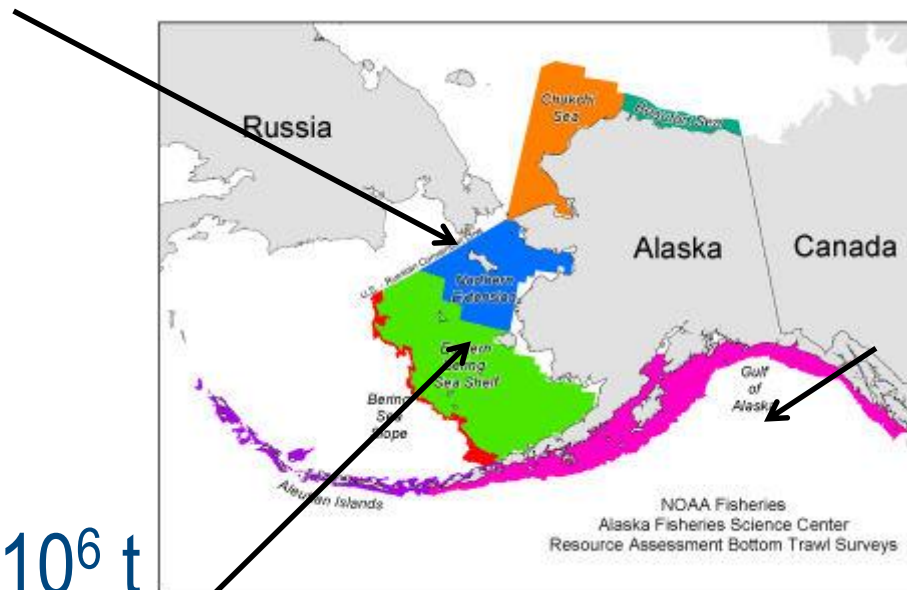 Russia
Chukchi
Sea
Beaufort Sea
Alaska
Canada
U.S. - Russian
Northern
Extension
Eastern
Bering
Sea Shelf
Bering
Sea
Slope
Gulf
of
Alaska
Aleutian Islands
NOAA Fisheries
Alaska Fisheries Science Center
Resource Assessment Bottom Trawl Surveys
10⁶ t